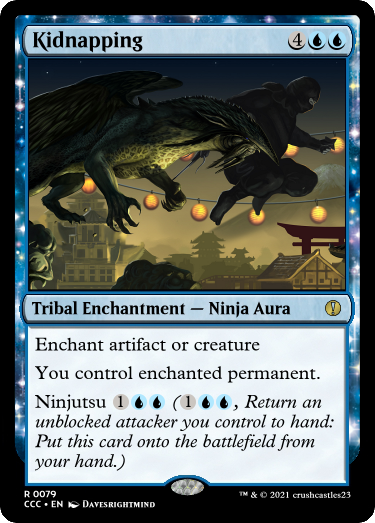 Kidnapping 4
Tribal Enchantment — Ninja Aura
Enchant artifact or creature
You control enchanted permanent.
Ninjutsu 1 (1, Return an
unblocked attacker you control to hand:
Put this card onto the battlefield from
your hand.)
R 0079
CCC • EN DAVESRIGHTMIND
™ & © 2021 crushcastles23